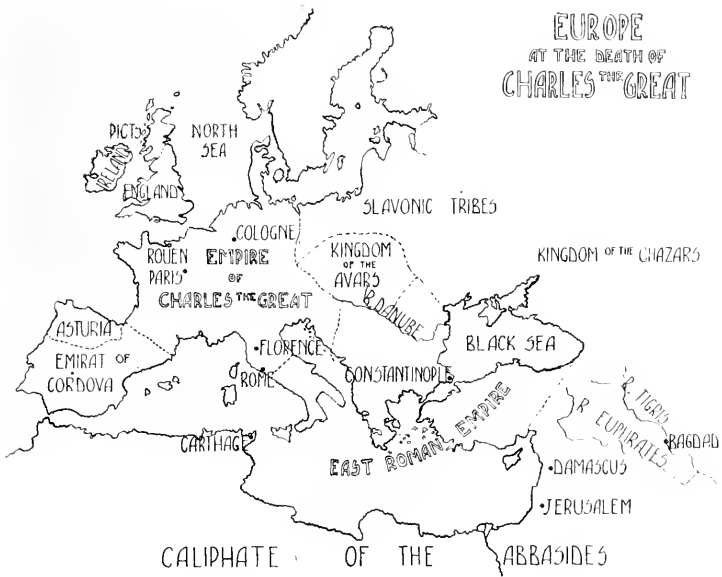 EUROPE
AT THE DEATH OF
CHARLES THE GREAT
PICTS
NORTH
SEA
IRELAND
ENGLAND
SLAVONIC TRIBES
COLOGNE
ROUEN
PARIS
EMPIRE
OF
CHARLES THE GREAT
KINGDOM
OF THE
AVARS
KINGDOM OF THE CHAZARS
R. DANUBE
ASTURIA
EMIRAT OF
CORDOVA
FLORENCE
ROME
BLACK SEA
CONSTANTINOPLE
CARTHAGE
EAST ROMAN EMPIRE
R. TIGRIS
R EUPHRATES
BAGDAD
DAMASCUS
JERUSALEM
CALIPHATE OF THE ABBASIDES